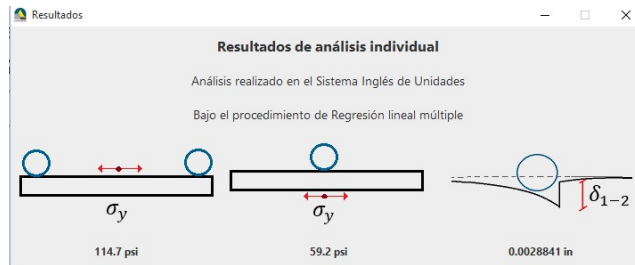 Resultados
Resultados de análisis individual
Análisis realizado en el Sistema Inglés de Unidades
Bajo el procedimiento de Regresión lineal múltiple
σy
σy
δ1−2
114.7 psi
59.2 psi
0.0028841 in